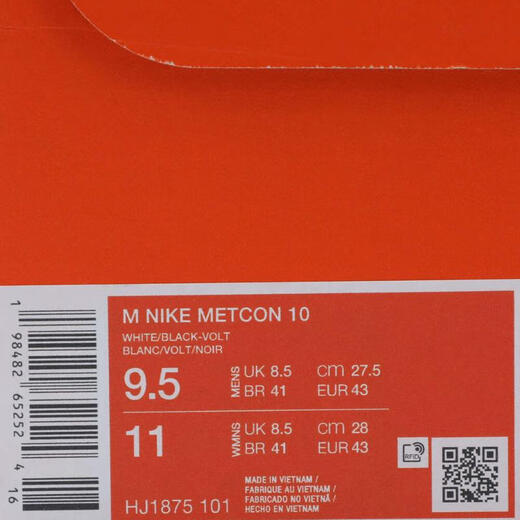 M NIKE METCON 10
WHITE/BLACK-VOLT
BLANC/VOLT/NOIR
9.5 MENS UK 8.5 cm 27.5
BR 41 EUR 43
11 WMNS UK 8.5 cm 28
BR 41 EUR 43
MADE IN VIETNAM /
FABRIQUE AU VIETNAM /
FABRICADO NO VIETNÃ /
HECHO EN VIETNAM
HJ1875 101
RFID
1 98482 65252 4 16